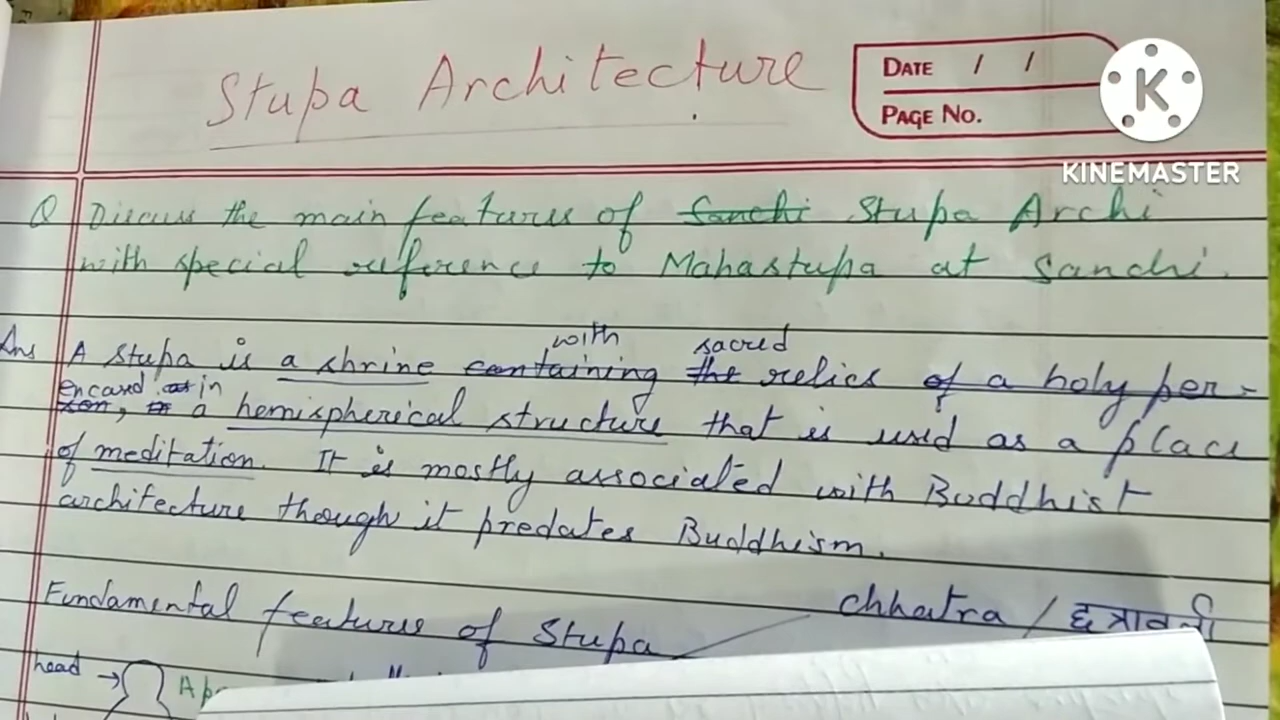 Stupa Architecture
DATE / /
PAGE NO.
KINEMASTER
Q Discuss the main features of Sanchi Stupa Archi
with special reference to Mahastupa at Sanchi.
with sacred
Ans A stupa is a shrine containing the relics of a holy per-
encased as in
son, or a hemispherical structure that is used as a place
of meditation. It is mostly associated with Buddhist
architecture though it predates Buddhism.
Fundamental features of Stupa chhatra / छत्रावली
head →